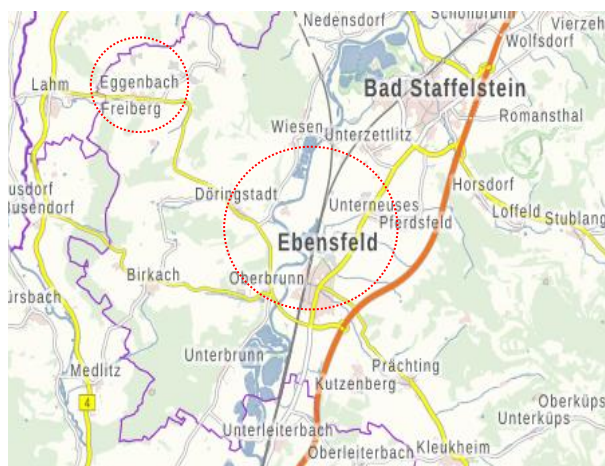 Nedensdorf
Schönbrunn
Vierzeh
Wolfsdorf
Eggenbach
Lahm
Freiberg
Bad Staffelstein
Romansthal
Wiesen
Unterzettlitz
Horsdorf
Döringstadt
Unterneuses
Loffeld
Stublang
usdorf
Busendorf
Pferdsfeld
Ebensfeld
Birkach
Oberbrunn
ürsbach
Unterbrunn
Prächting
Medlitz
Kutzenberg
4
Oberküps
Unterküps
Unterleiterbach
Oberleiterbach
Kleukheim